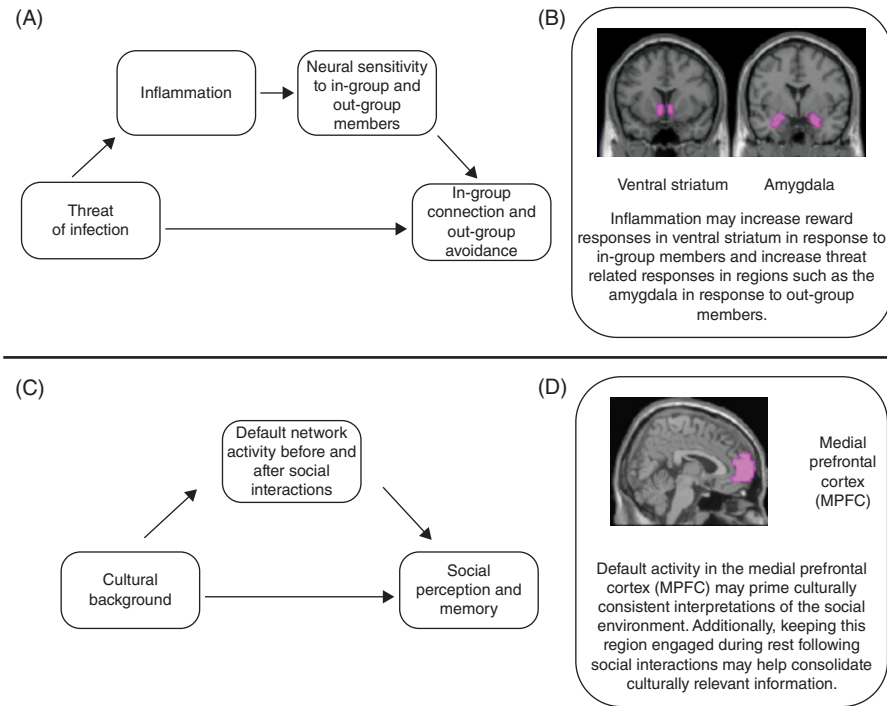 (A)
Inflammation
Neural sensitivity
to in-group and
out-group
members
Threat
of infection
In-group
connection and
out-group
avoidance
(B)
Ventral striatum
Amygdala
Inflammation may increase reward
responses in ventral striatum in response to
in-group members and increase threat
related responses in regions such as the
amygdala in response to out-group
members.
(C)
Default network
activity before and
after social
interactions
Cultural
background
Social
perception and
memory
(D)
Medial
prefrontal
cortex
(MPFC)
Default activity in the medial prefrontal
cortex (MPFC) may prime culturally
consistent interpretations of the social
environment. Additionally, keeping this
region engaged during rest following
social interactions may help consolidate
culturally relevant information.